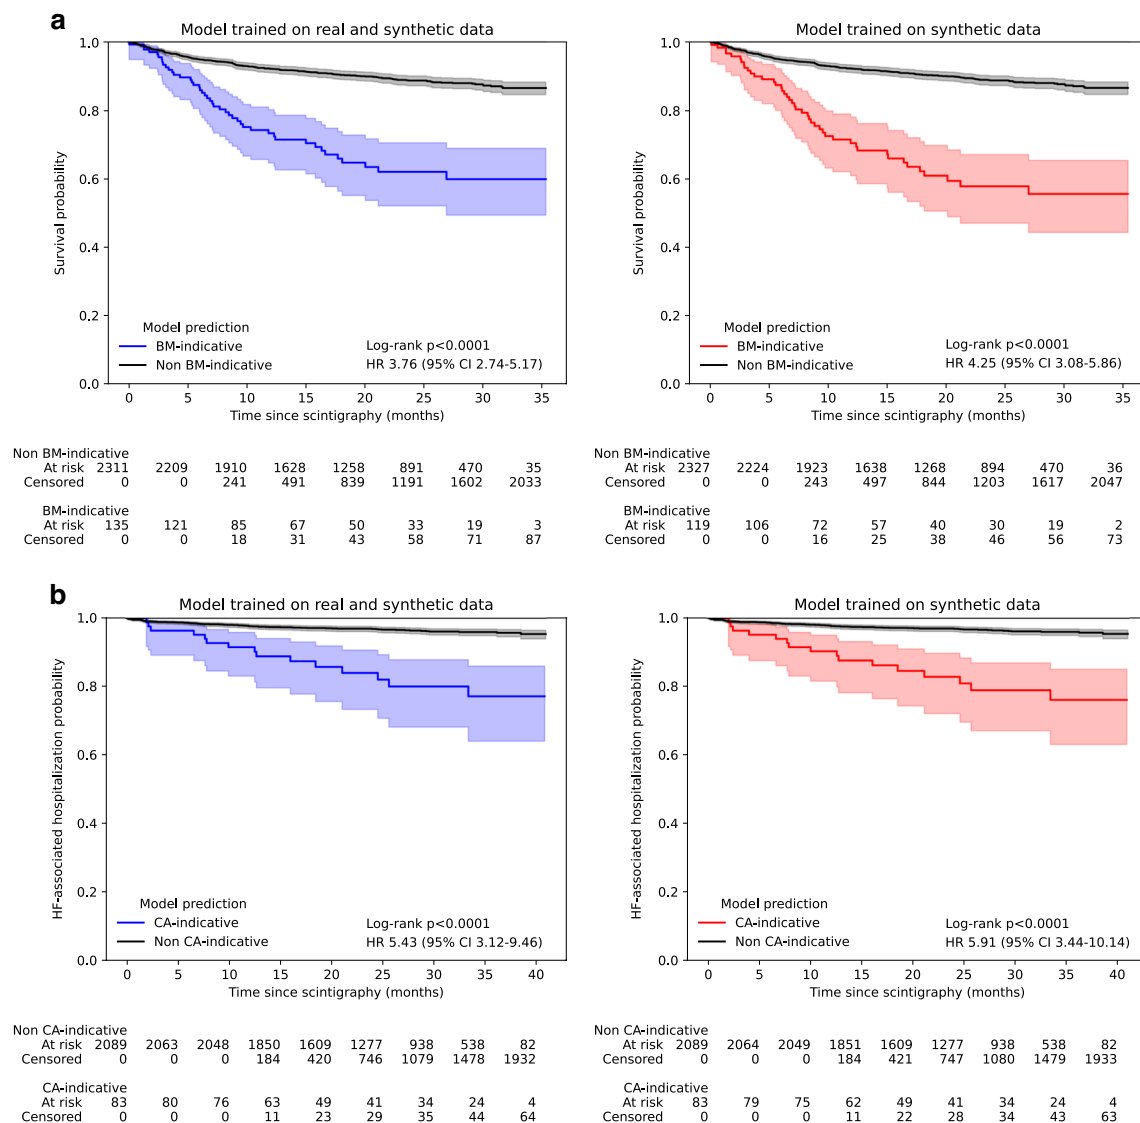 a
Model trained on real and synthetic data
1.0
0.8
0.6
0.4
0.2
0.0
Survival probability
Model prediction
BM-indicative
Non BM-indicative
Log-rank p<0.0001
HR 3.76 (95% CI 2.74-5.17)
0 5 10 15 20 25 30 35
Time since scintigraphy (months)
Non BM-indicative
At risk 2311 2209 1910 1628 1258 891 470 35
Censored 0 0 241 491 839 1191 1602 2033
BM-indicative
At risk 135 121 85 67 50 33 19 3
Censored 0 0 18 31 43 58 71 87
Model trained on synthetic data
1.0
0.8
0.6
0.4
0.2
0.0
Survival probability
Model prediction
BM-indicative
Non BM-indicative
Log-rank p<0.0001
HR 4.25 (95% CI 3.08-5.86)
0 5 10 15 20 25 30 35
Time since scintigraphy (months)
Non BM-indicative
At risk 2327 2224 1923 1638 1268 894 470 36
Censored 0 0 243 497 844 1203 1617 2047
BM-indicative
At risk 119 106 72 57 40 30 19 2
Censored 0 0 16 25 38 46 56 73
b
Model trained on real and synthetic data
1.0
0.8
0.6
0.4
0.2
0.0
HF-associated hospitalization probability
Model prediction
CA-indicative
Non CA-indicative
Log-rank p<0.0001
HR 5.43 (95% CI 3.12-9.46)
0 5 10 15 20 25 30 35 40
Time since scintigraphy (months)
Non CA-indicative
At risk 2089 2063 2048 1850 1609 1277 938 538 82
Censored 0 0 0 184 420 746 1079 1478 1932
CA-indicative
At risk 83 80 76 63 49 41 34 24 4
Censored 0 0 0 11 23 29 35 44 64
Model trained on synthetic data
1.0
0.8
0.6
0.4
0.2
0.0
HF-associated hospitalization probability
Model prediction
CA-indicative
Non CA-indicative
Log-rank p<0.0001
HR 5.91 (95% CI 3.44-10.14)
0 5 10 15 20 25 30 35 40
Time since scintigraphy (months)
Non CA-indicative
At risk 2089 2064 2049 1851 1609 1277 938 538 82
Censored 0 0 0 184 421 747 1080 1479 1933
CA-indicative
At risk 83 79 75 62 49 41 34 24 4
Censored 0 0 0 11 22 28 34 43 63